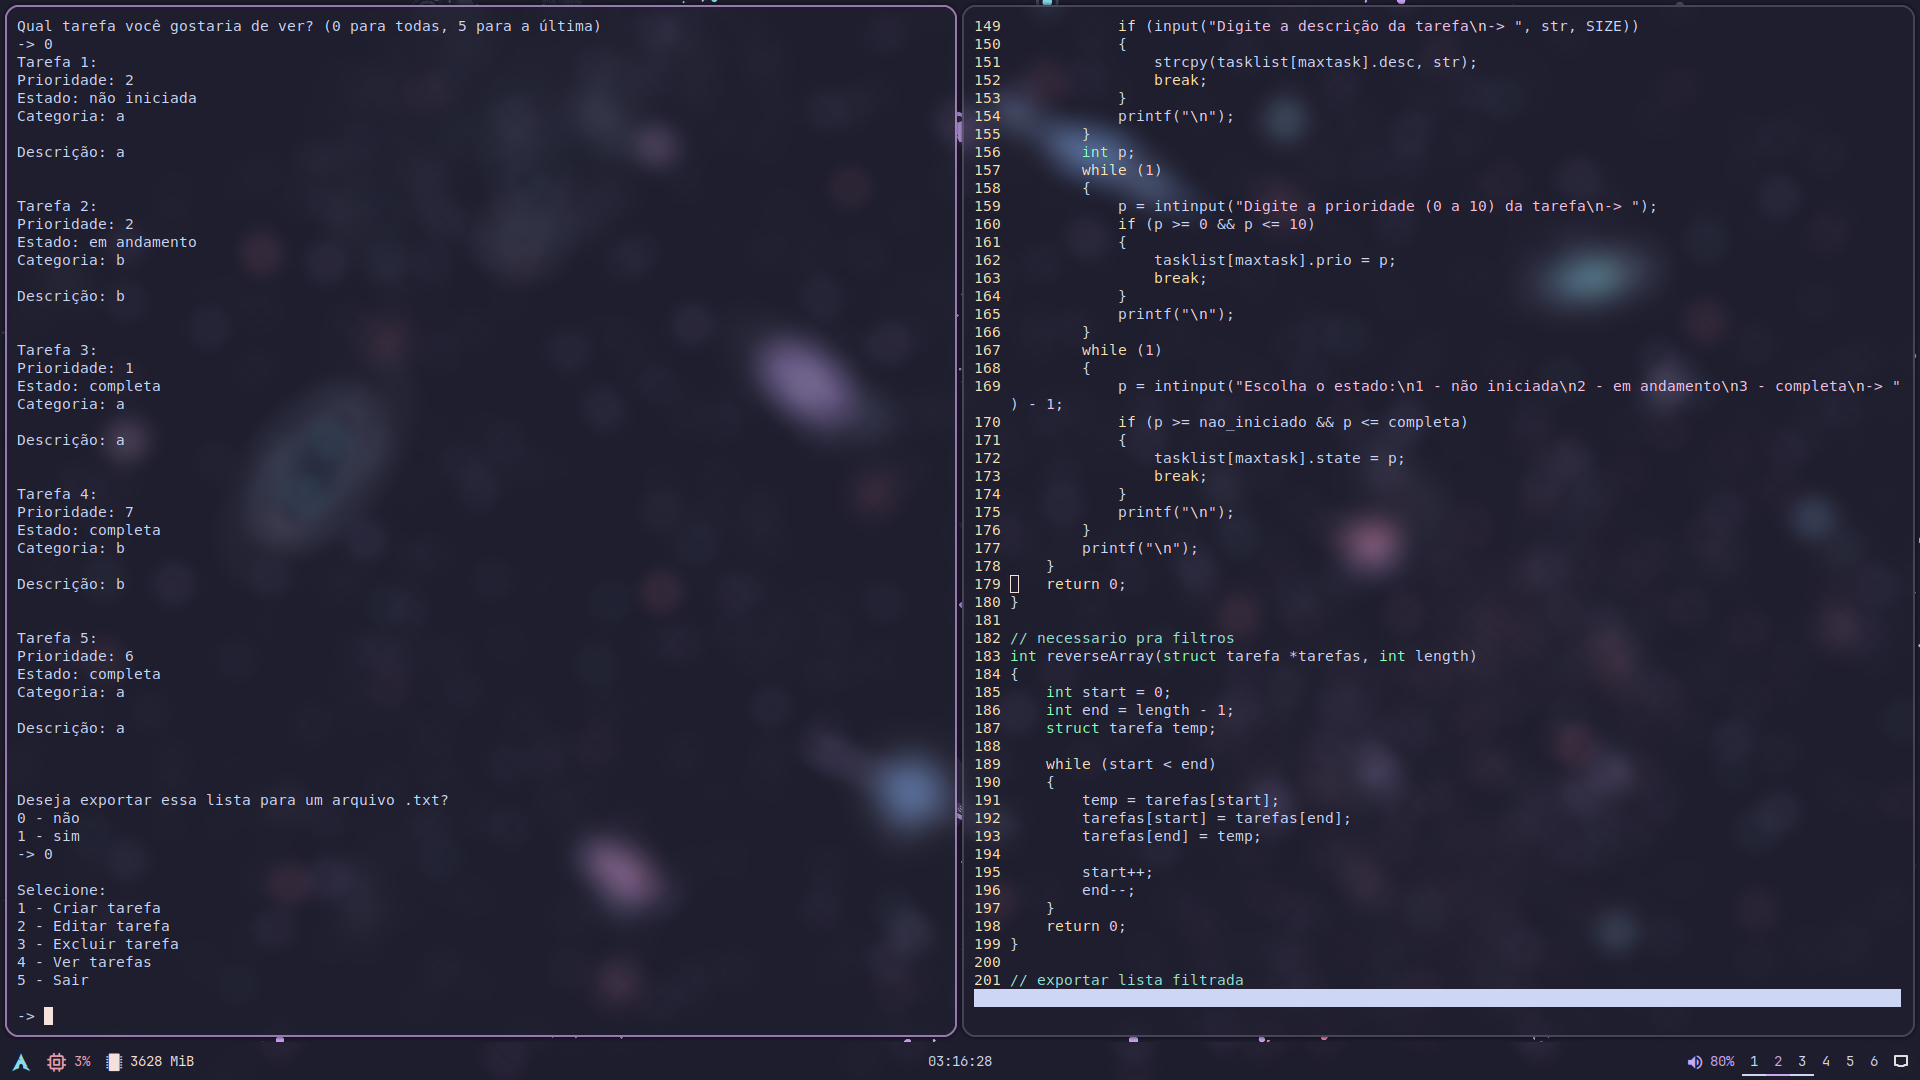 Qual tarefa você gostaria de ver? (0 para todas, 5 para a última)
-> 0
Tarefa 1:
Prioridade: 2
Estado: não iniciada
Categoria: a
Descrição: a
Tarefa 2:
Prioridade: 2
Estado: em andamento
Categoria: b
Descrição: b
Tarefa 3:
Prioridade: 1
Estado: completa
Categoria: a
Descrição: a
Tarefa 4:
Prioridade: 7
Estado: completa
Categoria: b
Descrição: b
Tarefa 5:
Prioridade: 6
Estado: completa
Categoria: a
Descrição: a
Deseja exportar essa lista para um arquivo .txt?
0 - não
1 - sim
-> 0
Selecione:
1 - Criar tarefa
2 - Editar tarefa
3 - Excluir tarefa
4 - Ver tarefas
5 - Sair
->
149             if (input("Digite a descrição da tarefa\n-> ", str, SIZE))
150             {
151                 strcpy(tasklist[maxtask].desc, str);
152                 break;
153             }
154             printf("\n");
155         }
156         int p;
157         while (1)
158         {
159             p = intinput("Digite a prioridade (0 a 10) da tarefa\n-> ");
160             if (p >= 0 && p <= 10)
161             {
162                 tasklist[maxtask].prio = p;
163                 break;
164             }
165             printf("\n");
166         }
167         while (1)
168         {
169             p = intinput("Escolha o estado:\n1 - não iniciada\n2 - em andamento\n3 - completa\n-> "
) - 1;
170             if (p >= nao_iniciado && p <= completa)
171             {
172                 tasklist[maxtask].state = p;
173                 break;
174             }
175             printf("\n");
176         }
177         printf("\n");
178     }
179     return 0;
180 }
181
182 // necessario pra filtros
183 int reverseArray(struct tarefa *tarefas, int length)
184 {
185     int start = 0;
186     int end = length - 1;
187     struct tarefa temp;
188
189     while (start < end)
190     {
191         temp = tarefas[start];
192         tarefas[start] = tarefas[end];
193         tarefas[end] = temp;
194
195         start++;
196         end--;
197     }
198     return 0;
199 }
200
201 // exportar lista filtrada
3% 3628 MiB 03:16:28 80% 1 2 3 4 5 6